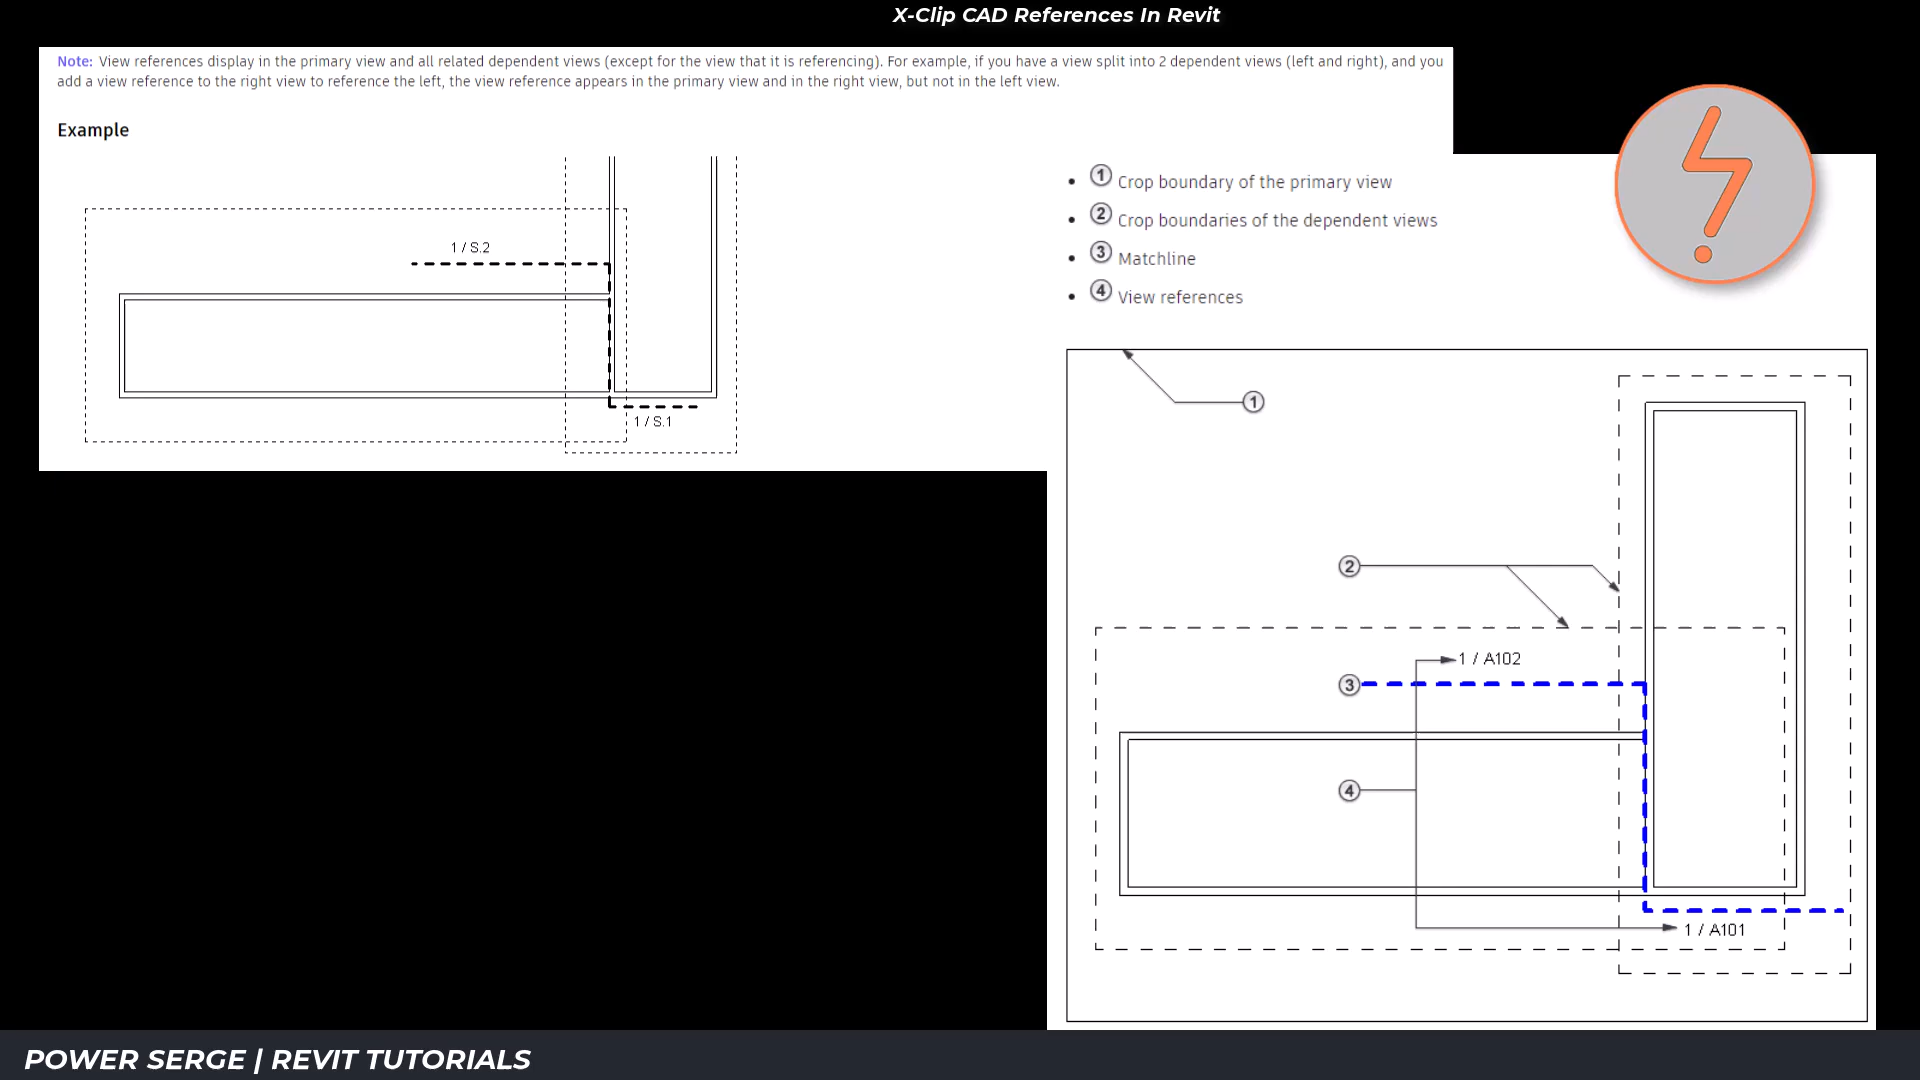 X-Clip CAD References In Revit
Note: View references display in the primary view and all related dependent views (except for the view that it is referencing). For example, if you have a view split into 2 dependent views (left and right), and you
add a view reference to the right view to reference the left, the view reference appears in the primary view and in the right view, but not in the left view.
Example
1 / S.2
1 / S.1
• 1 Crop boundary of the primary view
• 2 Crop boundaries of the dependent views
• 3 Matchline
• 4 View references
1
2
1 / A102
3
4
1 / A101
POWER SERGE | REVIT TUTORIALS